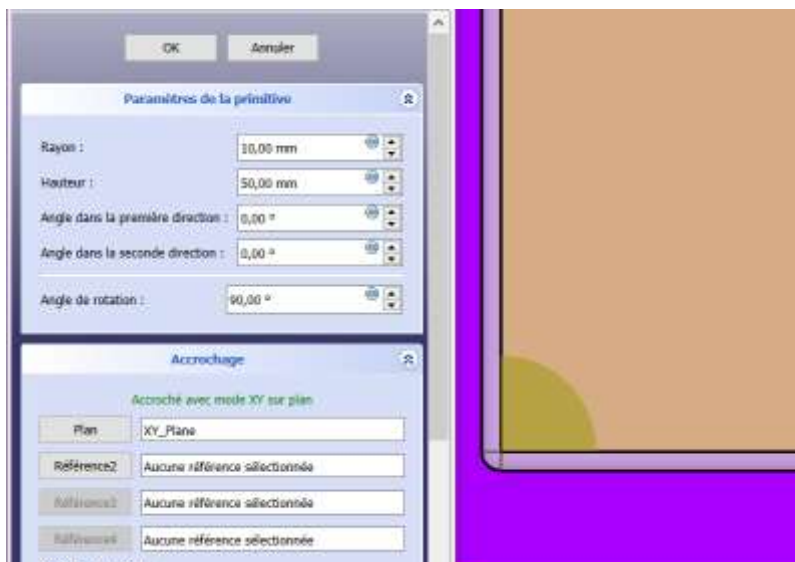 OK Annuler
Paramètres de la primitive
Rayon : 10,00 mm
Hauteur : 50,00 mm
Angle dans la première direction : 0,00 °
Angle dans la seconde direction : 0,00 °
Angle de rotation : 90,00 °
Accrochage
Accroché avec mode XY sur plan
Plan XY_Plane
Référence2 Aucune référence sélectionnée
Référence3 Aucune référence sélectionnée
Référence4 Aucune référence sélectionnée